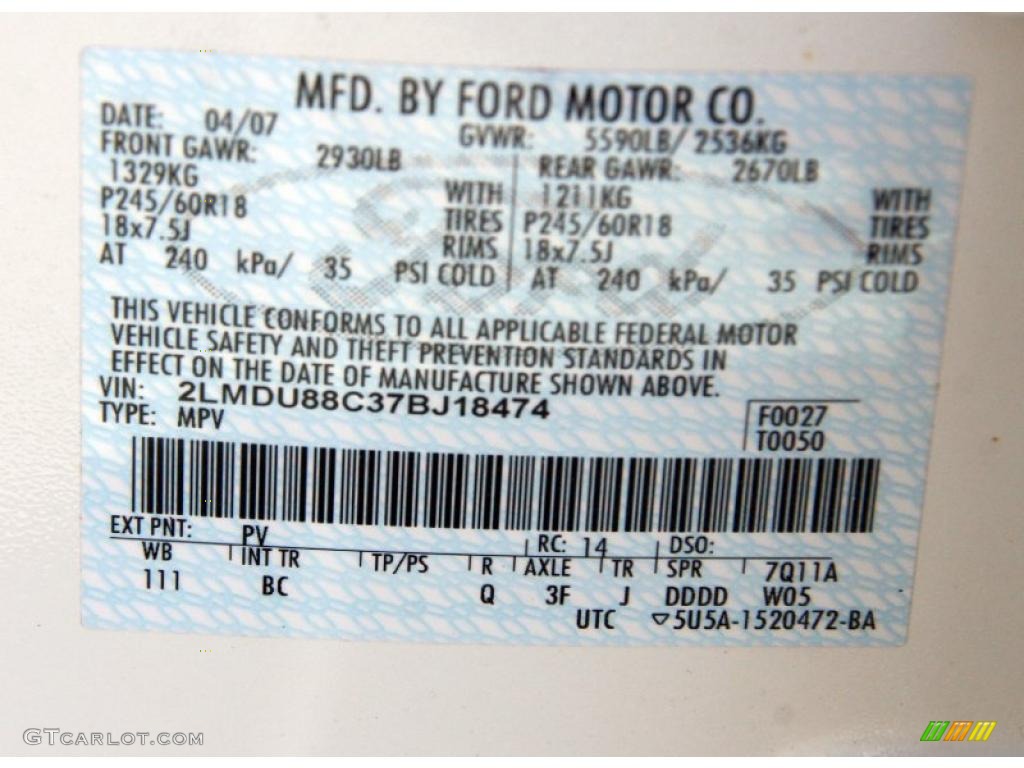 MFD. BY FORD MOTOR CO.
DATE: 04/07 GVWR: 5590LB/ 2536KG
FRONT GAWR: 2930LB REAR GAWR: 2670LB
1329KG WITH 1211KG WITH
P245/60R18 TIRES P245/60R18 TIRES
18x7.5J RIMS 18x7.5J RIMS
AT 240 kPa/ 35 PSI COLD AT 240 kPa/ 35 PSI COLD
THIS VEHICLE CONFORMS TO ALL APPLICABLE FEDERAL MOTOR
VEHICLE SAFETY AND THEFT PREVENTION STANDARDS IN
EFFECT ON THE DATE OF MANUFACTURE SHOWN ABOVE.
VIN: 2LMDU88C37BJ18474
TYPE: MPV
F0027
T0050
EXT PNT: PV RC: 14 DSO:
WB INT TR TP/PS R AXLE TR SPR 7Q11A
111 BC Q 3F J DDDD W05
UTC ▽5U5A-1520472-BA
GTCARLOT.COM